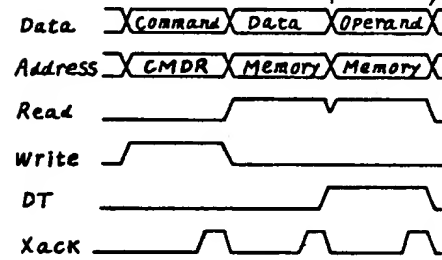 Data Command Data Operand
Address CMDR Memory Memory
Read
Write
DT
Xack